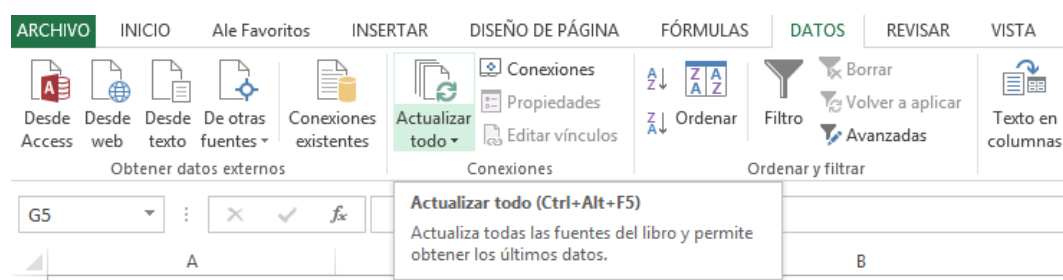 ARCHIVO INICIO Ale Favoritos INSERTAR DISEÑO DE PÁGINA FÓRMULAS DATOS REVISAR VISTA
Desde Access
Desde web
Desde texto
De otras fuentes
Conexiones existentes
Obtener datos externos
Actualizar todo
Conexiones
Propiedades
Editar vínculos
Conexiones
Ordenar
Filtro
Borrar
Volver a aplicar
Avanzadas
Ordenar y filtrar
Texto en columnas
G5
fx
Actualizar todo (Ctrl+Alt+F5)
Actualiza todas las fuentes del libro y permite
obtener los últimos datos.
A B